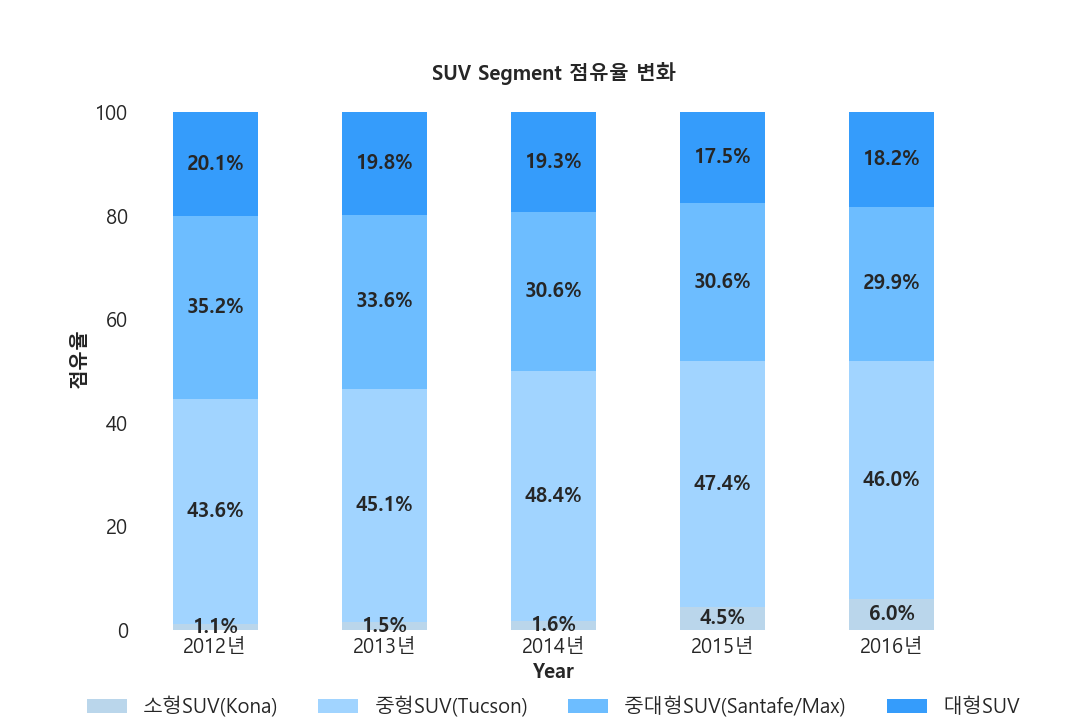 SUV Segment 점유율 변화
점유율
100
80
60
40
20
0
20.1% 19.8% 19.3% 17.5% 18.2%
35.2% 33.6% 30.6% 30.6% 29.9%
43.6% 45.1% 48.4% 47.4% 46.0%
1.1% 1.5% 1.6% 4.5% 6.0%
2012년 2013년 2014년 2015년 2016년
Year
소형SUV(Kona) 중형SUV(Tucson) 중대형SUV(Santafe/Max) 대형SUV